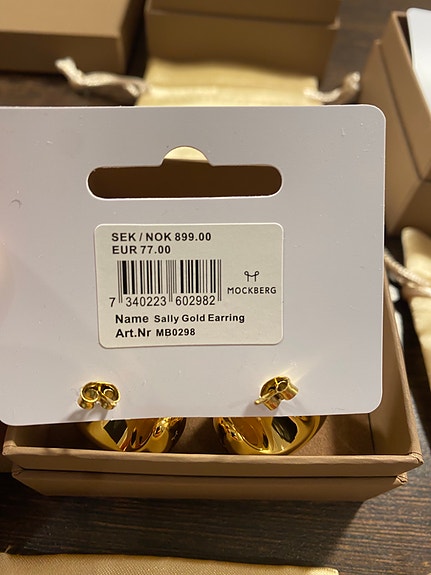 SEK / NOK 899.00
EUR 77.00
7 340223 602982
MOCKBERG
Name Sally Gold Earring
Art.Nr MB0298